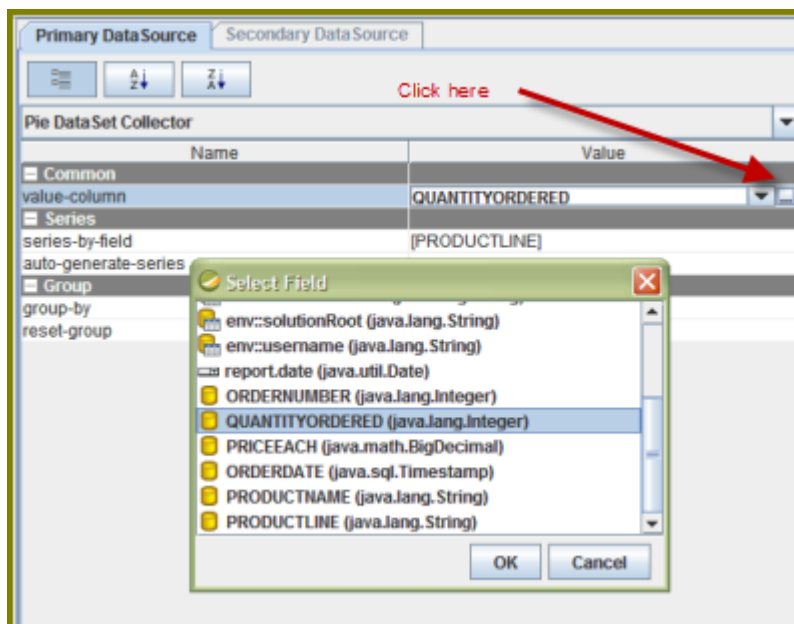 Primary DataSource Secondary DataSource
A Z Z A
Click here
Pie DataSet Collector
Name Value
Common
value-column QUANTITYORDERED
Series
series-by-field [PRODUCTLINE]
auto-generate-series
Group
group-by
reset-group
Select Field
env::solutionRoot (java.lang.String)
env::username (java.lang.String)
report.date (java.util.Date)
ORDERNUMBER (java.lang.Integer)
QUANTITYORDERED (java.lang.Integer)
PRICEEACH (java.math.BigDecimal)
ORDERDATE (java.sql.Timestamp)
PRODUCTNAME (java.lang.String)
PRODUCTLINE (java.lang.String)
OK Cancel